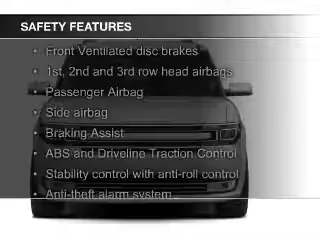 SAFETY FEATURES
• Front Ventilated disc brakes
• 1st, 2nd and 3rd row head airbags
• Passenger Airbag
• Side airbag
• Braking Assist
• ABS and Driveline Traction Control
• Stability control with anti-roll control
• Anti-theft alarm system